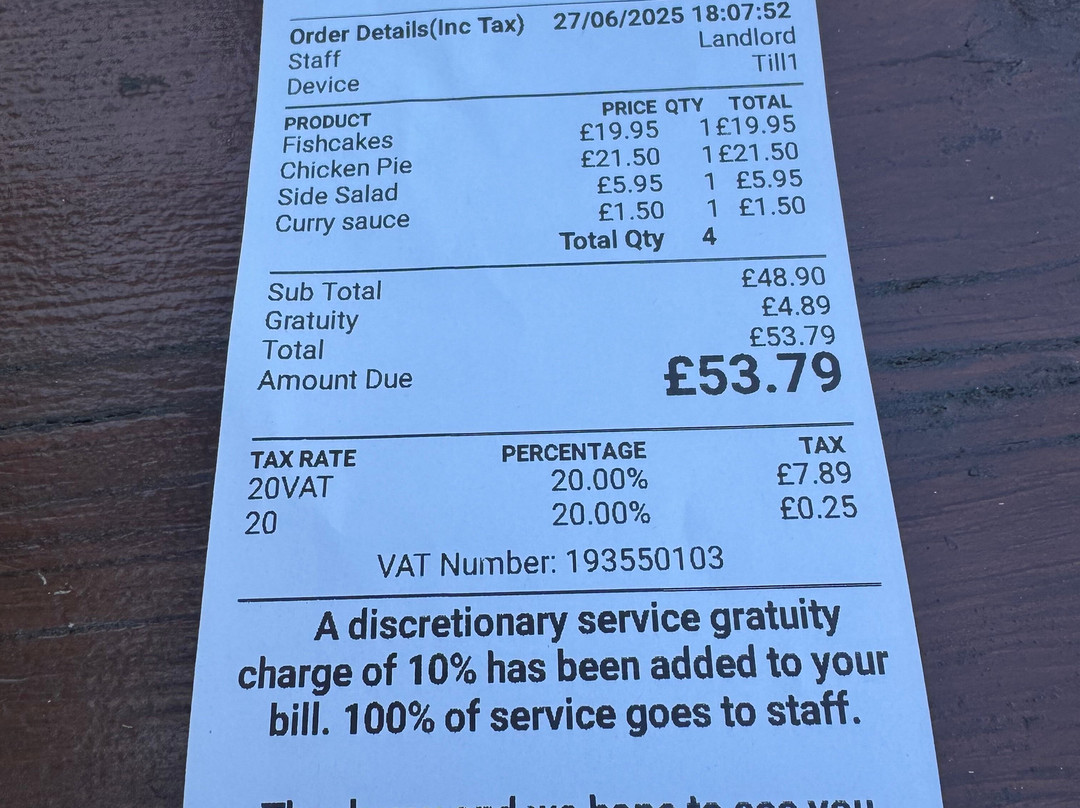 Order Details(Inc Tax) 27/06/2025 18:07:52
Staff Landlord
Device Till1
PRODUCT PRICE QTY TOTAL
Fishcakes £19.95 1 £19.95
Chicken Pie £21.50 1 £21.50
Side Salad £5.95 1 £5.95
Curry sauce £1.50 1 £1.50
Total Qty 4
Sub Total £48.90
Gratuity £4.89
Total £53.79
Amount Due £53.79
TAX RATE PERCENTAGE TAX
20VAT 20.00% £7.89
20 20.00% £0.25
VAT Number: 193550103
A discretionary service gratuity
charge of 10% has been added to your
bill. 100% of service goes to staff.